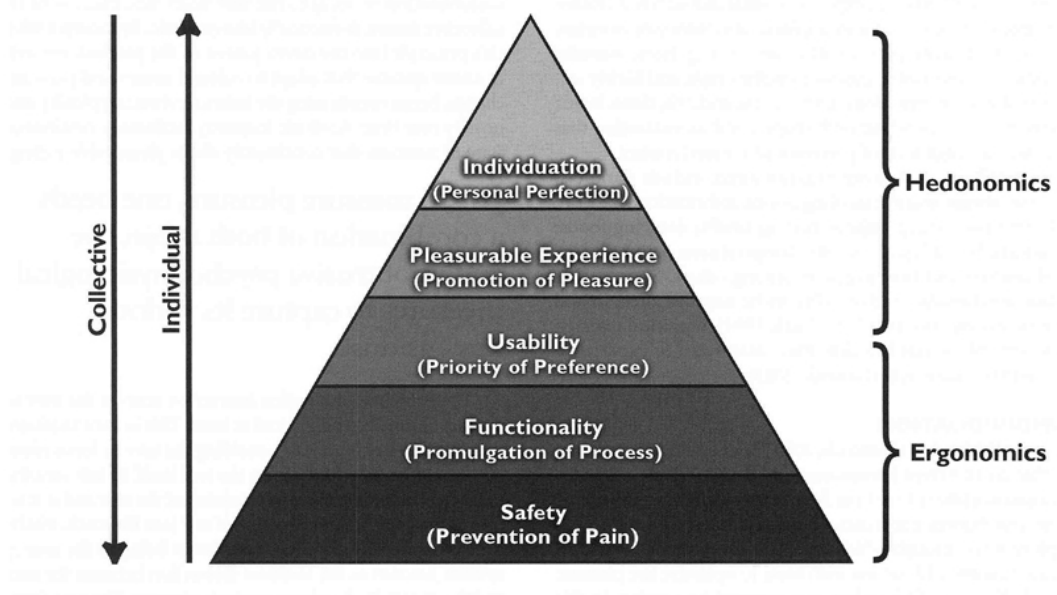 Collective
Individual
Individuation
(Personal Perfection)
Pleasurable Experience
(Promotion of Pleasure)
Usability
(Priority of Preference)
Functionality
(Promulgation of Process)
Safety
(Prevention of Pain)
Hedonomics
Ergonomics